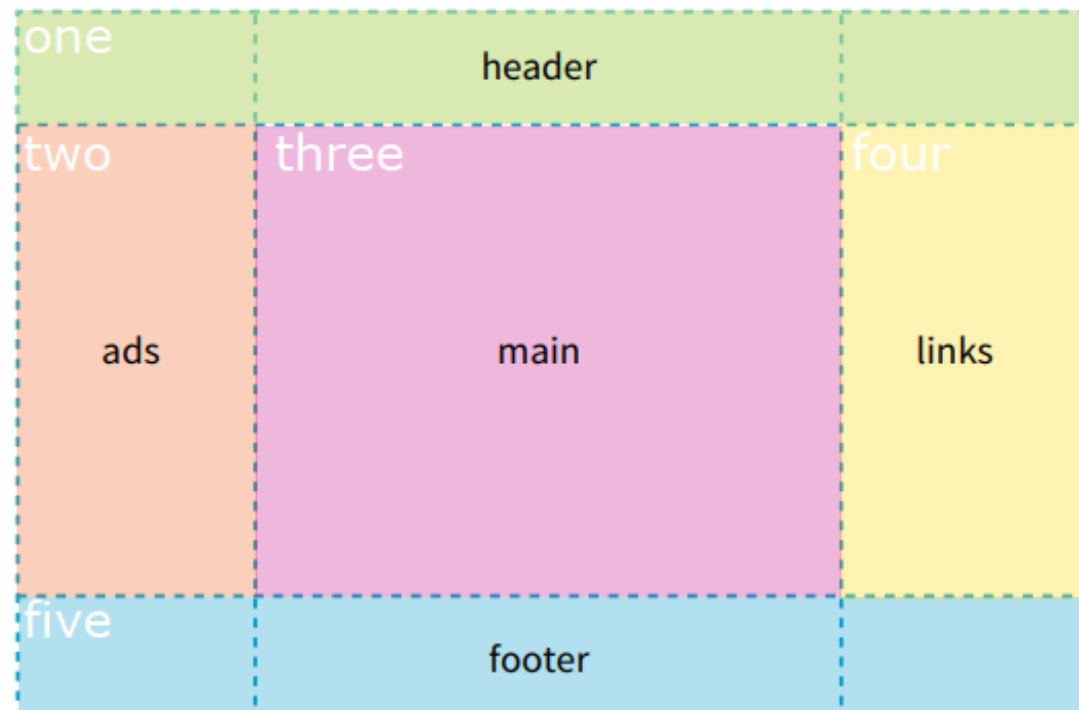 one
header
two
three
four
ads
main
links
five
footer